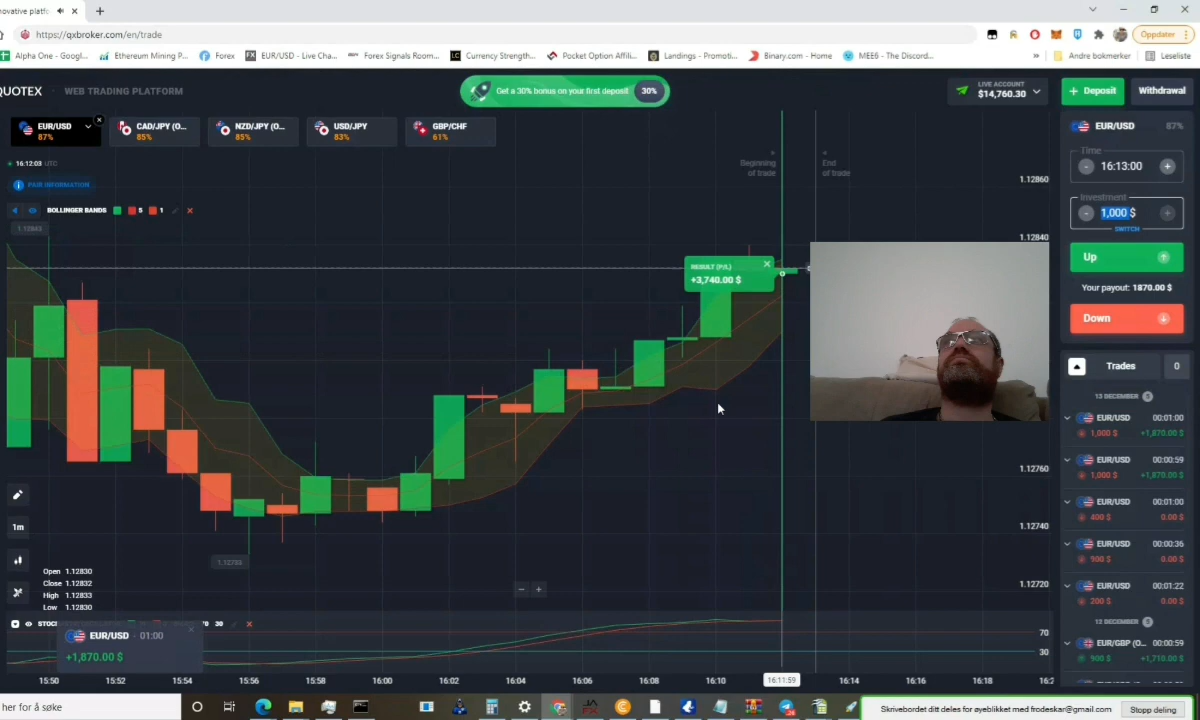 novative platf
qxbroker.com/en/trade
Oppdater
Alpha One - Googl...
Ethereum Mining P...
Forex
EUR/USD - Live Cha...
Forex Signals Room...
Currency Strength...
Pocket Option Affili...
Landings - Promoti...
Binary.com - Home
MEE6 - The Discord...
»
Andre bokmerker
Leseliste
QUOTEX
WEB TRADING PLATFORM
Get a 30% bonus on your first deposit
30%
LIVE ACCOUNT
$14,760.30
+ Deposit
Withdrawal
EUR/USD
87%
CAD/JPY (O...
85%
NZD/JPY (O...
85%
USD/JPY
83%
GBP/CHF
61%
16:12:03 UTC
PAIR INFORMATION
BOLLINGER BANDS 5 1
1.12843
Beginning
of trade
End
of trade
1.12860
1.12840
1.12760
1.12740
1.12720
RESULT (P/L)
+3,740.00 $
1m
Open 1.12830
Close 1.12832
High 1.12833
Low 1.12830
EUR/USD · 01:00
+1,870.00 $
70
30
15:50 15:52 15:54 15:56 15:58 16:00 16:02 16:04 16:06 16:08 16:10 16:11:59 16:14 16:16 16:18 16:2
EUR/USD
87%
Time
- 16:13:00 +
Investment
- 1,000 $ +
SWITCH
Up
Your payout: 1870.00 $
Down
Trades 0
13 DECEMBER 5
EUR/USD 00:01:00
1,000 $ +1,870.00 $
EUR/USD 00:00:59
1,000 $ +1,870.00 $
EUR/USD 00:01:00
400 $ 0.00 $
EUR/USD 00:00:36
900 $ 0.00 $
EUR/USD 00:01:22
200 $ 0.00 $
12 DECEMBER
EUR/GBP (O... 00:00:59
900 $ +1,710.00 $
her for å søke
Skrivebordet ditt deles for øyeblikket med frodeskar@gmail.com
Stopp deling